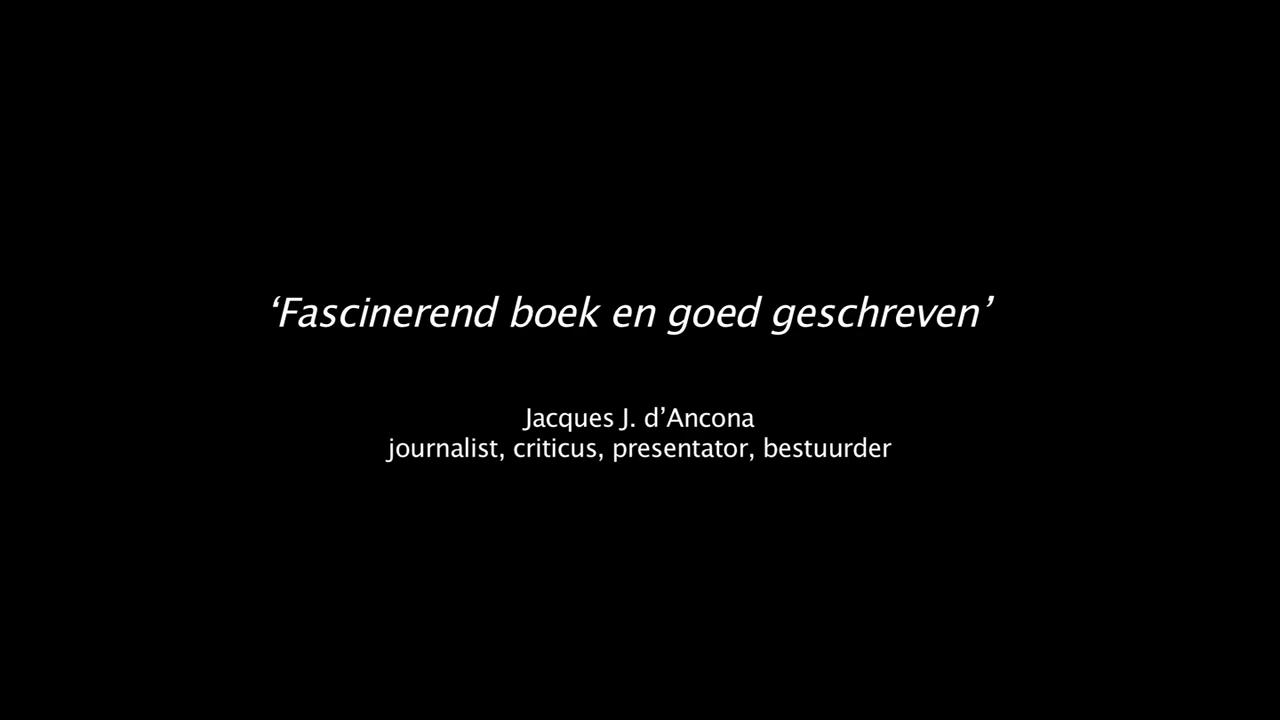 ‘Fascinerend boek en goed geschreven’
Jacques J. d’Ancona
journalist, criticus, presentator, bestuurder